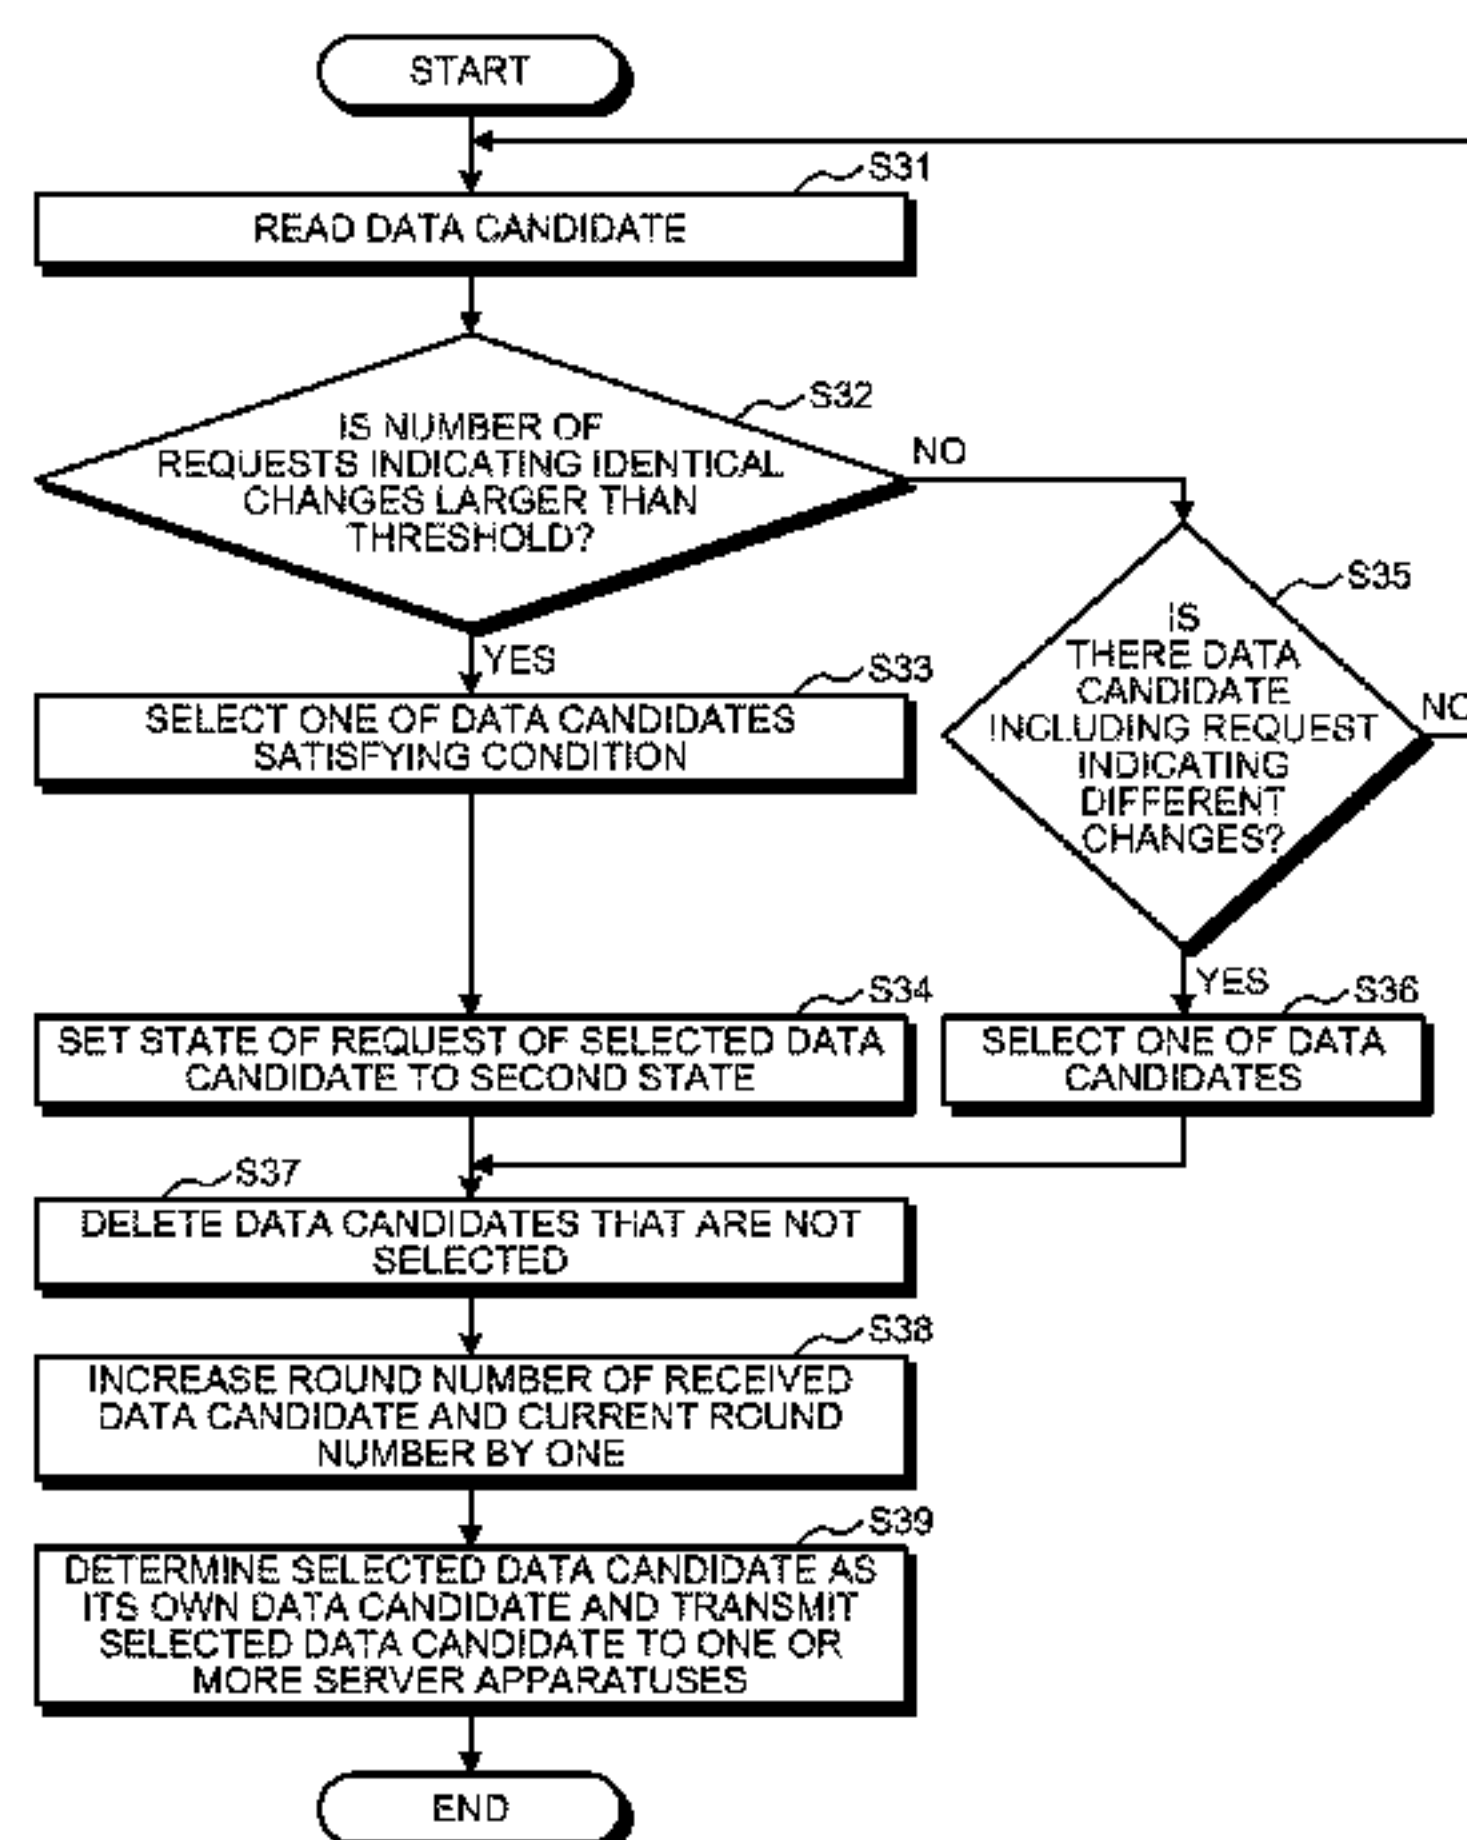 START
S31
READ DATA CANDIDATE
S32
IS NUMBER OF
REQUESTS INDICATING IDENTICAL
CHANGES LARGER THAN
THRESHOLD?
NO
YES
S35
IS
THERE DATA
CANDIDATE
INCLUDING REQUEST
INDICATING
DIFFERENT
CHANGES?
NO
YES
S33
SELECT ONE OF DATA CANDIDATES
SATISFYING CONDITION
S34
SET STATE OF REQUEST OF SELECTED DATA
CANDIDATE TO SECOND STATE
S36
SELECT ONE OF DATA
CANDIDATES
S37
DELETE DATA CANDIDATES THAT ARE NOT
SELECTED
S38
INCREASE ROUND NUMBER OF RECEIVED
DATA CANDIDATE AND CURRENT ROUND
NUMBER BY ONE
S39
DETERMINE SELECTED DATA CANDIDATE AS
ITS OWN DATA CANDIDATE AND TRANSMIT
SELECTED DATA CANDIDATE TO ONE OR
MORE SERVER APPARATUSES
END